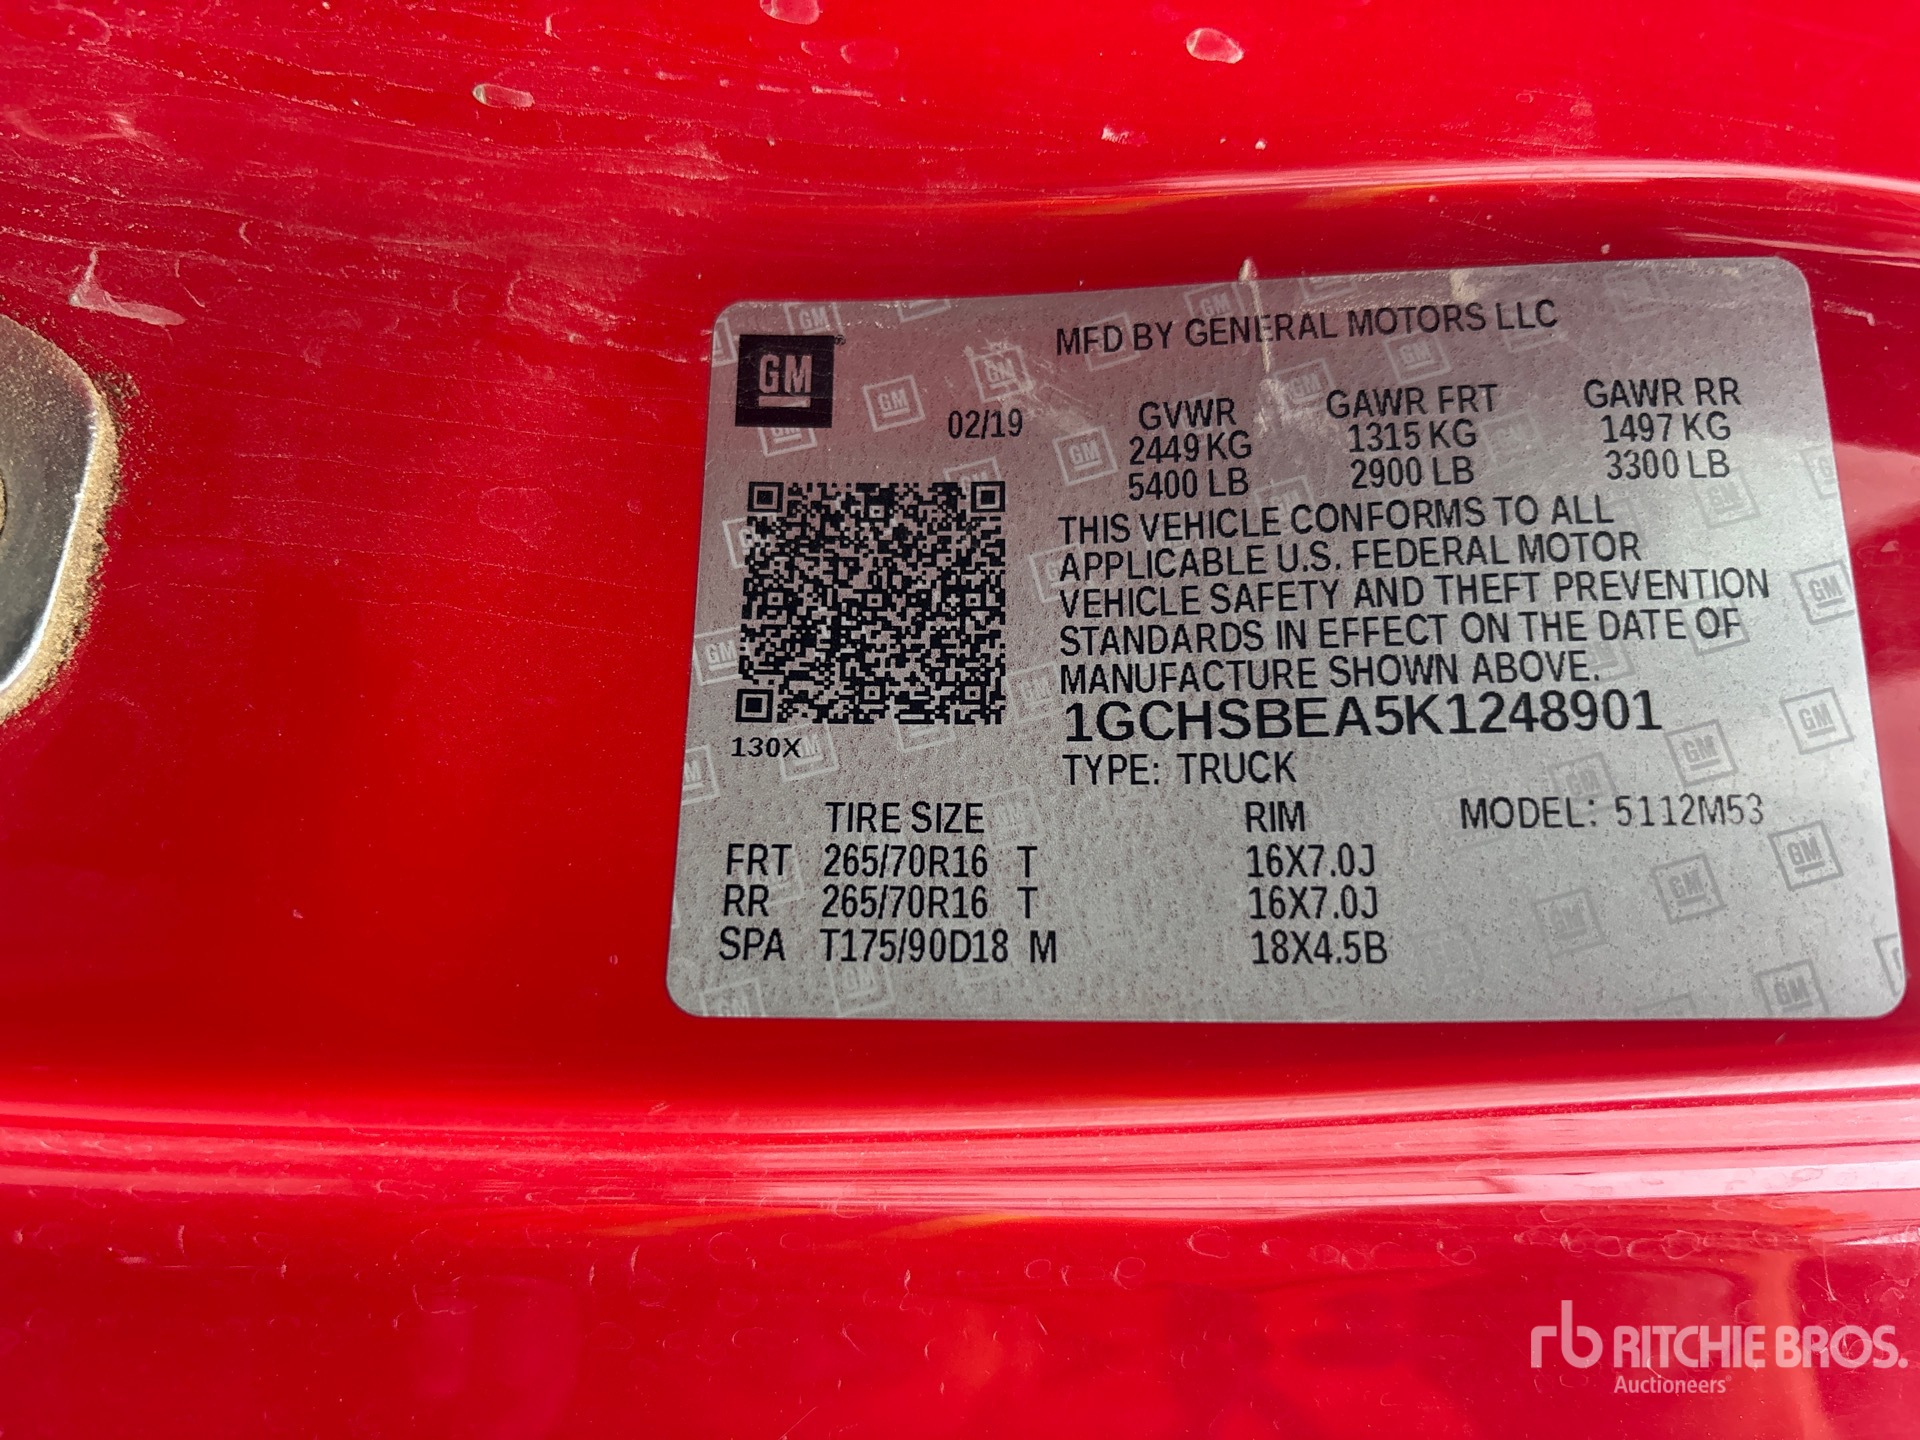 MFD BY GENERAL MOTORS LLC
GM
02/19
GVWR GAWR FRT GAWR RR
2449 KG 1315 KG 1497 KG
5400 LB 2900 LB 3300 LB
THIS VEHICLE CONFORMS TO ALL
APPLICABLE U.S. FEDERAL MOTOR
VEHICLE SAFETY AND THEFT PREVENTION
STANDARDS IN EFFECT ON THE DATE OF
MANUFACTURE SHOWN ABOVE.
1GCHSBEA5K1248901
130X
TYPE: TRUCK
TIRE SIZE RIM MODEL: 5112M53
FRT 265/70R16 T 16X7.0J
RR 265/70R16 T 16X7.0J
SPA T175/90D18 M 18X4.5B
rb RITCHIE BROS.
Auctioneers